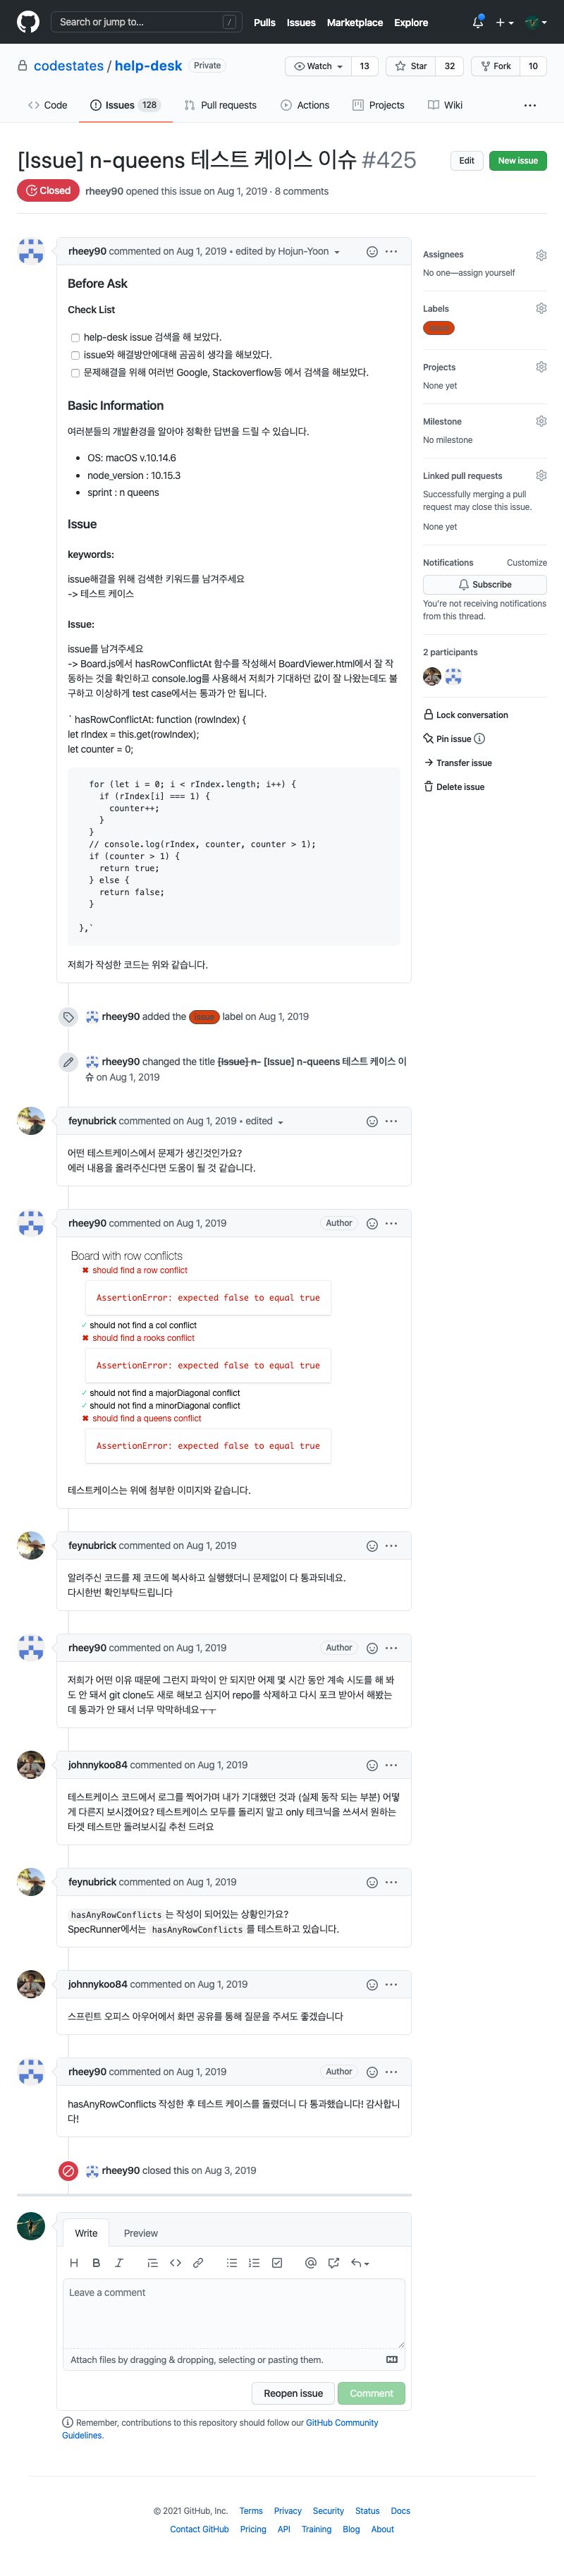 Search or jump to... /
Pulls Issues Marketplace Explore
codestates / help-desk Private
Watch 13 Star 32 Fork 10
Code Issues 128 Pull requests Actions Projects Wiki
[Issue] n-queens 테스트 케이스 이슈 #425
Edit New issue
Closed rheey90 opened this issue on Aug 1, 2019 · 8 comments
rheey90 commented on Aug 1, 2019 • edited by Hojun-Yoon
Before Ask
Check List
help-desk issue 검색을 해 보았다.
issue와 해결방안에대해 곰곰히 생각을 해보았다.
문제해결을 위해 여러번 Google, Stackoverflow등 에서 검색을 해보았다.
Basic Information
여러분들의 개발환경을 알아야 정확한 답변을 드릴 수 있습니다.
• OS: macOS v.10.14.6
• node_version : 10.15.3
• sprint : n queens
Issue
keywords:
issue해결을 위해 검색한 키워드를 남겨주세요
-> 테스트 케이스
Issue:
issue를 남겨주세요
-> Board.js에서 hasRowConflictAt 함수를 작성해서 BoardViewer.html에서 잘 작
동하는 것을 확인하고 console.log를 사용해서 저희가 기대하던 값이 잘 나왔는데도 불
구하고 이상하게 test case에서는 통과가 안 됩니다.
` hasRowConflictAt: function (rowIndex) {
let rIndex = this.get(rowIndex);
let counter = 0;
for (let i = 0; i < rIndex.length; i++) {
if (rIndex[i] === 1) {
counter++;
}
}
// console.log(rIndex, counter, counter > 1);
if (counter > 1) {
return true;
} else {
return false;
}
},`
저희가 작성한 코드는 위와 같습니다.
Assignees
No one—assign yourself
Labels
issue
Projects
None yet
Milestone
No milestone
Linked pull requests
Successfully merging a pull
request may close this issue.
None yet
Notifications Customize
Subscribe
You're not receiving notifications
from this thread.
2 participants
Lock conversation
Pin issue
Transfer issue
Delete issue
rheey90 added the issue label on Aug 1, 2019
rheey90 changed the title [Issue] n- [Issue] n-queens 테스트 케이스 이
슈 on Aug 1, 2019
feynubrick commented on Aug 1, 2019 • edited
어떤 테스트케이스에서 문제가 생긴것인가요?
에러 내용을 올려주신다면 도움이 될 것 같습니다.
rheey90 commented on Aug 1, 2019 Author
Board with row conflicts
✖ should find a row conflict
AssertionError: expected false to equal true
✓ should not find a col conflict
✖ should find a rooks conflict
AssertionError: expected false to equal true
✓ should not find a majorDiagonal conflict
✓ should not find a minorDiagonal conflict
✖ should find a queens conflict
AssertionError: expected false to equal true
테스트케이스는 위에 첨부한 이미지와 같습니다.
feynubrick commented on Aug 1, 2019
알려주신 코드를 제 코드에 복사하고 실행했더니 문제없이 다 통과되네요.
다시한번 확인부탁드립니다
rheey90 commented on Aug 1, 2019 Author
저희가 어떤 이유 때문에 그런지 파악이 안 되지만 어제 몇 시간 동안 계속 시도를 해 봐
도 안 돼서 git clone도 새로 해보고 심지어 repo를 삭제하고 다시 포크 받아서 해봤는
데 통과가 안 돼서 너무 막막하네요ㅜㅜ
johnnykoo84 commented on Aug 1, 2019
테스트케이스 코드에서 로그를 찍어가며 내가 기대했던 것과 (실제 동작 되는 부분) 어떻
게 다른지 보시겠어요? 테스트케이스 모두를 돌리지 말고 only 테크닉을 쓰셔서 원하는
타겟 테스트만 돌려보시길 추천 드려요
feynubrick commented on Aug 1, 2019
hasAnyRowConflicts 는 작성이 되어있는 상황인가요?
SpecRunner에서는 hasAnyRowConflicts 를 테스트하고 있습니다.
johnnykoo84 commented on Aug 1, 2019
스프린트 오피스 아우어에서 화면 공유를 통해 질문을 주셔도 좋겠습니다
rheey90 commented on Aug 1, 2019 Author
hasAnyRowConflicts 작성한 후 테스트 케이스를 돌렸더니 다 통과했습니다! 감사합니
다!
rheey90 closed this on Aug 3, 2019
Write Preview
Leave a comment
Attach files by dragging & dropping, selecting or pasting them.
Reopen issue Comment
Remember, contributions to this repository should follow our GitHub Community
Guidelines.
© 2021 GitHub, Inc. Terms Privacy Security Status Docs
Contact GitHub Pricing API Training Blog About